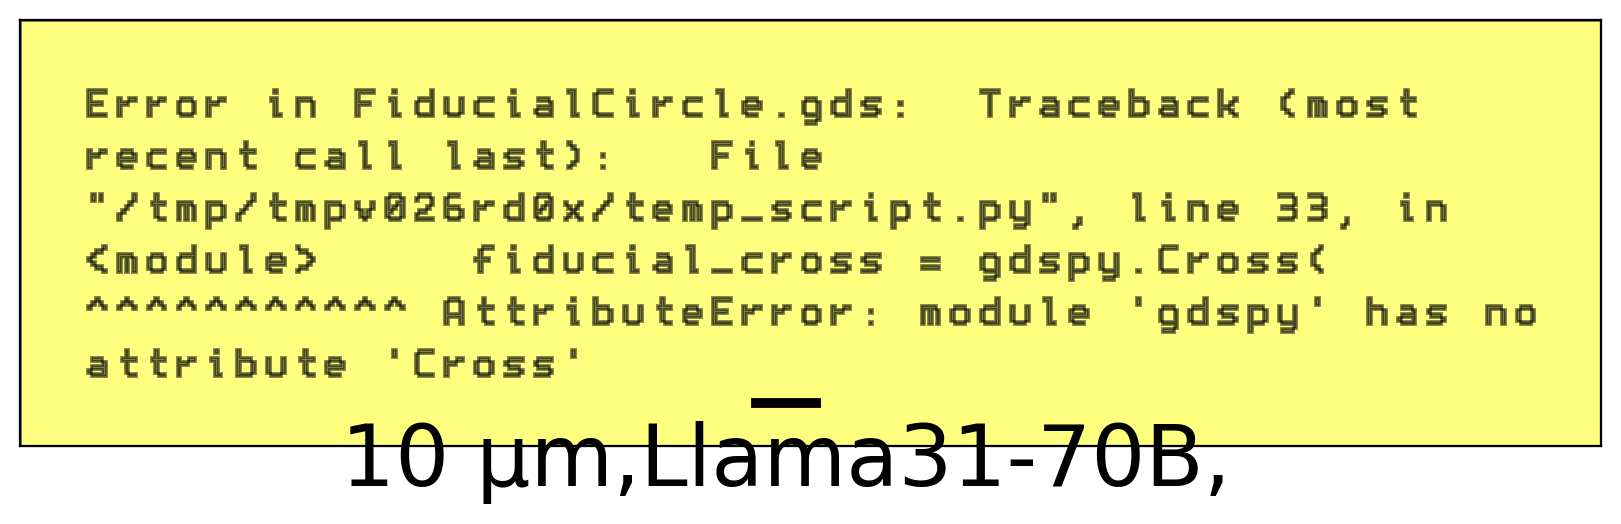 Error in FiducialCircle.gds:  Traceback (most
recent call last):   File
"/tmp/tmpv026rd0x/temp_script.py", line 33, in
<module>     fiducial_cross = gdspy.Cross(
^^^^^^^^^^^ AttributeError: module 'gdspy' has no
attribute 'Cross'
10 µm,Llama31-70B,